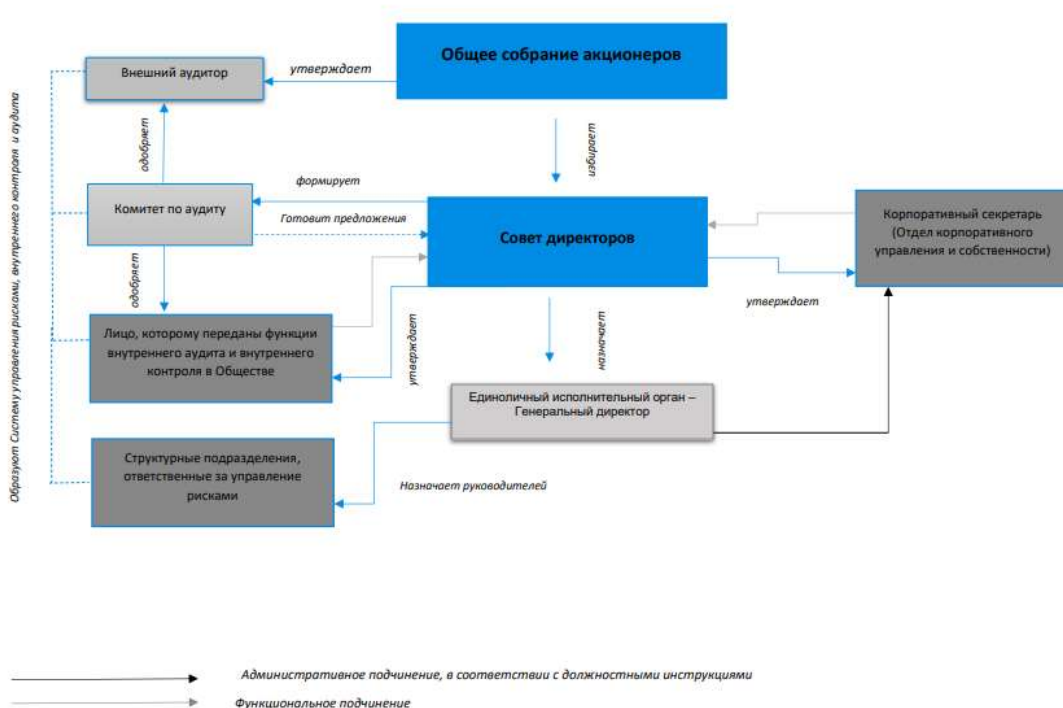 Общее собрание акционеров
Внешний аудитор
утверждает
Образуют Систему управления рисками, внутреннего контроля и аудита
одобряет
избирает
формирует
Комитет по аудиту
Готовит предложения
Совет директоров
Корпоративный секретарь
(Отдел корпоративного
управления и собственности)
одобряет
утверждает
Лицо, которому переданы функции
внутреннего аудита и внутреннего
контроля в Обществе
утверждает
назначает
Единоличный исполнительный орган –
Генеральный директор
Структурные подразделения,
ответственные за управление
рисками
Назначает руководителей
Административное подчинение, в соответствии с должностными инструкциями
Функциональное подчинение